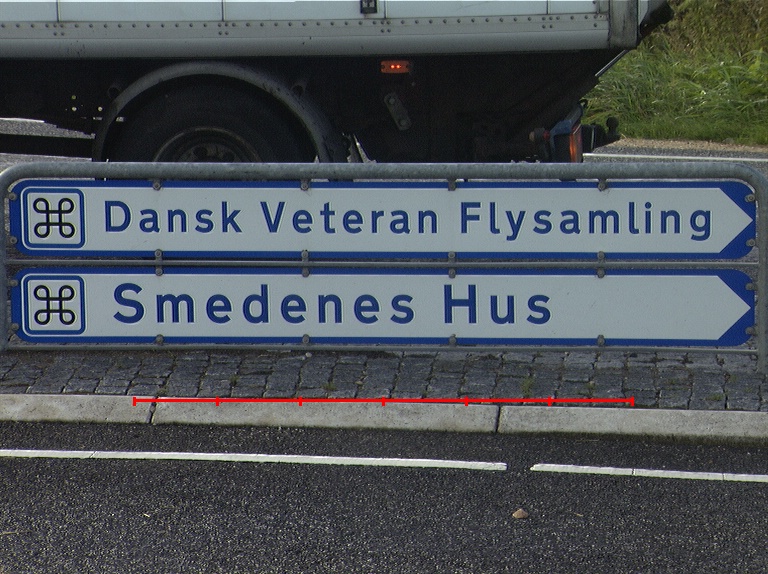 Dansk Veteran Flysamling
Smedenes Hus